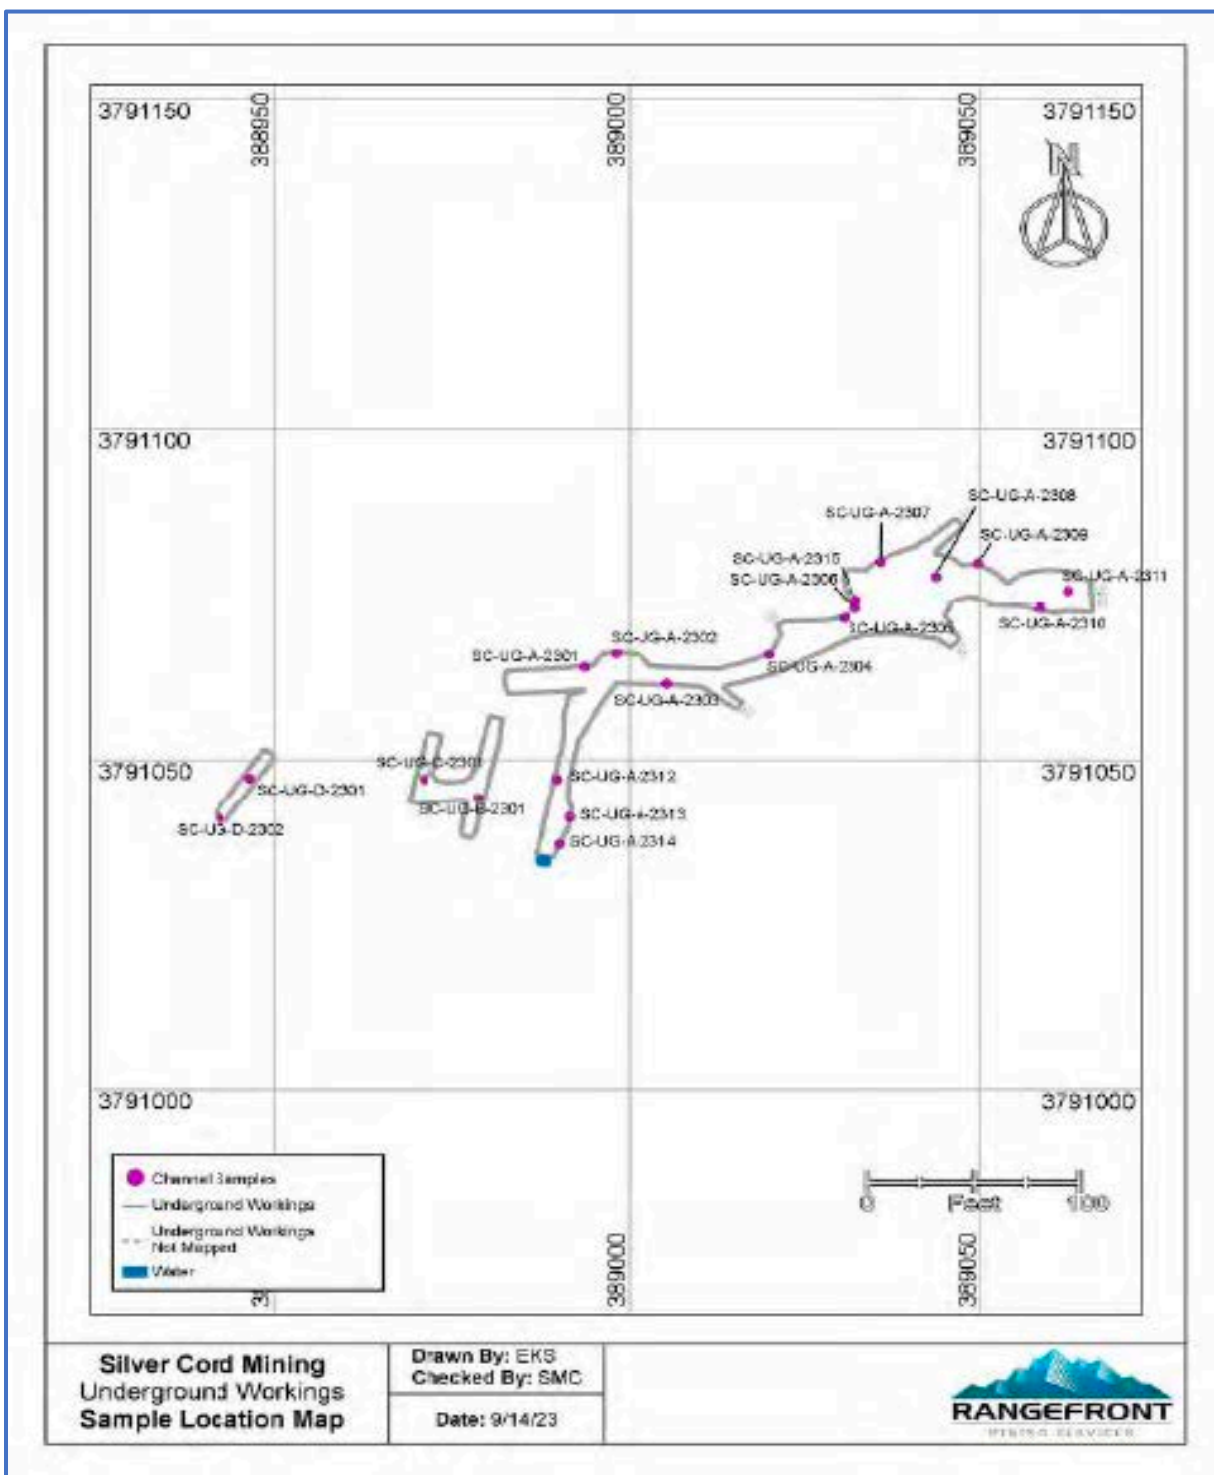 3791150
388950
389000
389050
3791150
N
3791100
3791100
SC-UG-A-2308
SC-UG-A-2307
SC-UG-A-2309
SC-UG-A-2315
SC-UG-A-2306
SC-UG-A-2311
SC-UG-A-2310
SC-UG-A-2305
SC-UG-A-2302
SC-UG-A-2301
SC-UG-A-2304
SC-UG-A-2303
3791050
3791050
SC-UG-C-2301
SC-UG-A-2312
SC-UG-D-2301
SC-UG-B-2301
SC-UG-A-2313
SC-UG-D-2302
SC-UG-A-2314
3791000
3791000
Channel Samples
Underground Workings
Underground Workings
Not Mapped
Water
0 Feet 100
389000
389050
Silver Cord Mining
Underground Workings
Sample Location Map
Drawn By: EKS
Checked By: SMC
Date: 9/14/23
RANGEFRONT
MINING SERVICES